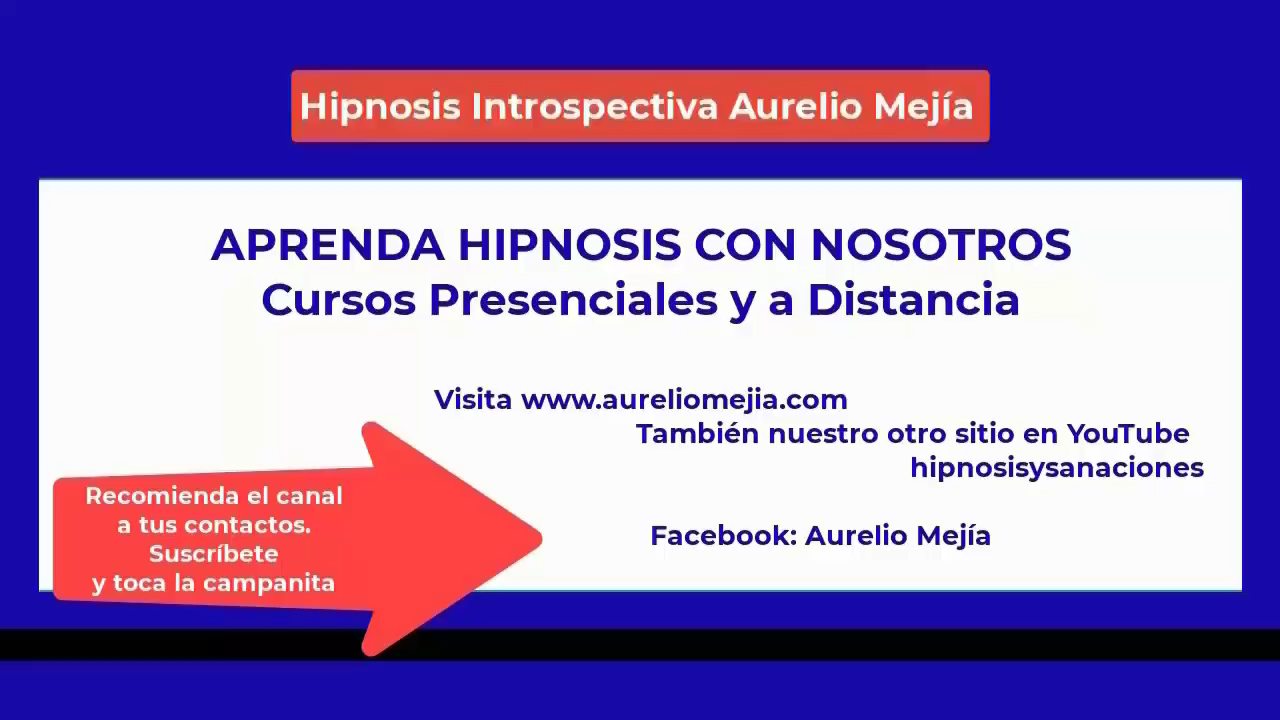 Hipnosis Introspectiva Aurelio Mejía
APRENDA HIPNOSIS CON NOSOTROS
Cursos Presenciales y a Distancia
Visita www.aureliomejia.com
También nuestro otro sitio en YouTube
hipnosisysanaciones
Facebook: Aurelio Mejía
Recomienda el canal
a tus contactos.
Suscríbete
y toca la campanita